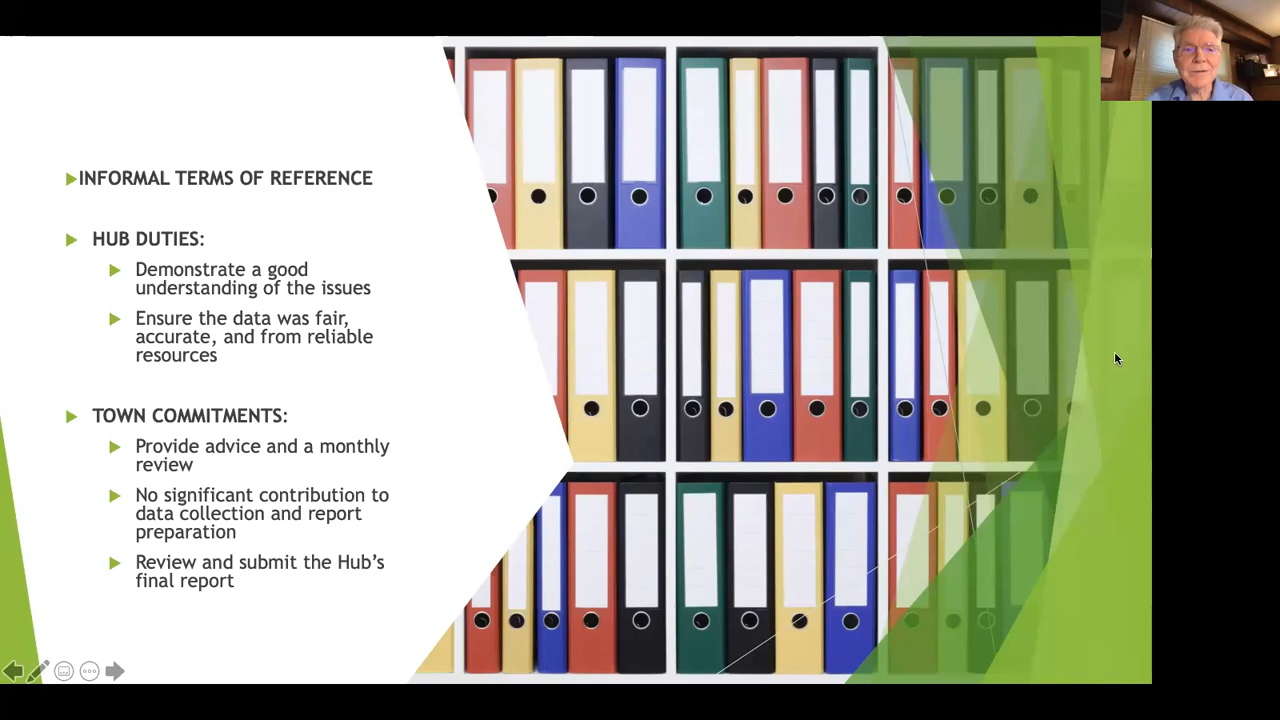 INFORMAL TERMS OF REFERENCE
HUB DUTIES:
Demonstrate a good
understanding of the issues
Ensure the data was fair,
accurate, and from reliable
resources
TOWN COMMITMENTS:
Provide advice and a monthly
review
No significant contribution to
data collection and report
preparation
Review and submit the Hub's
final report